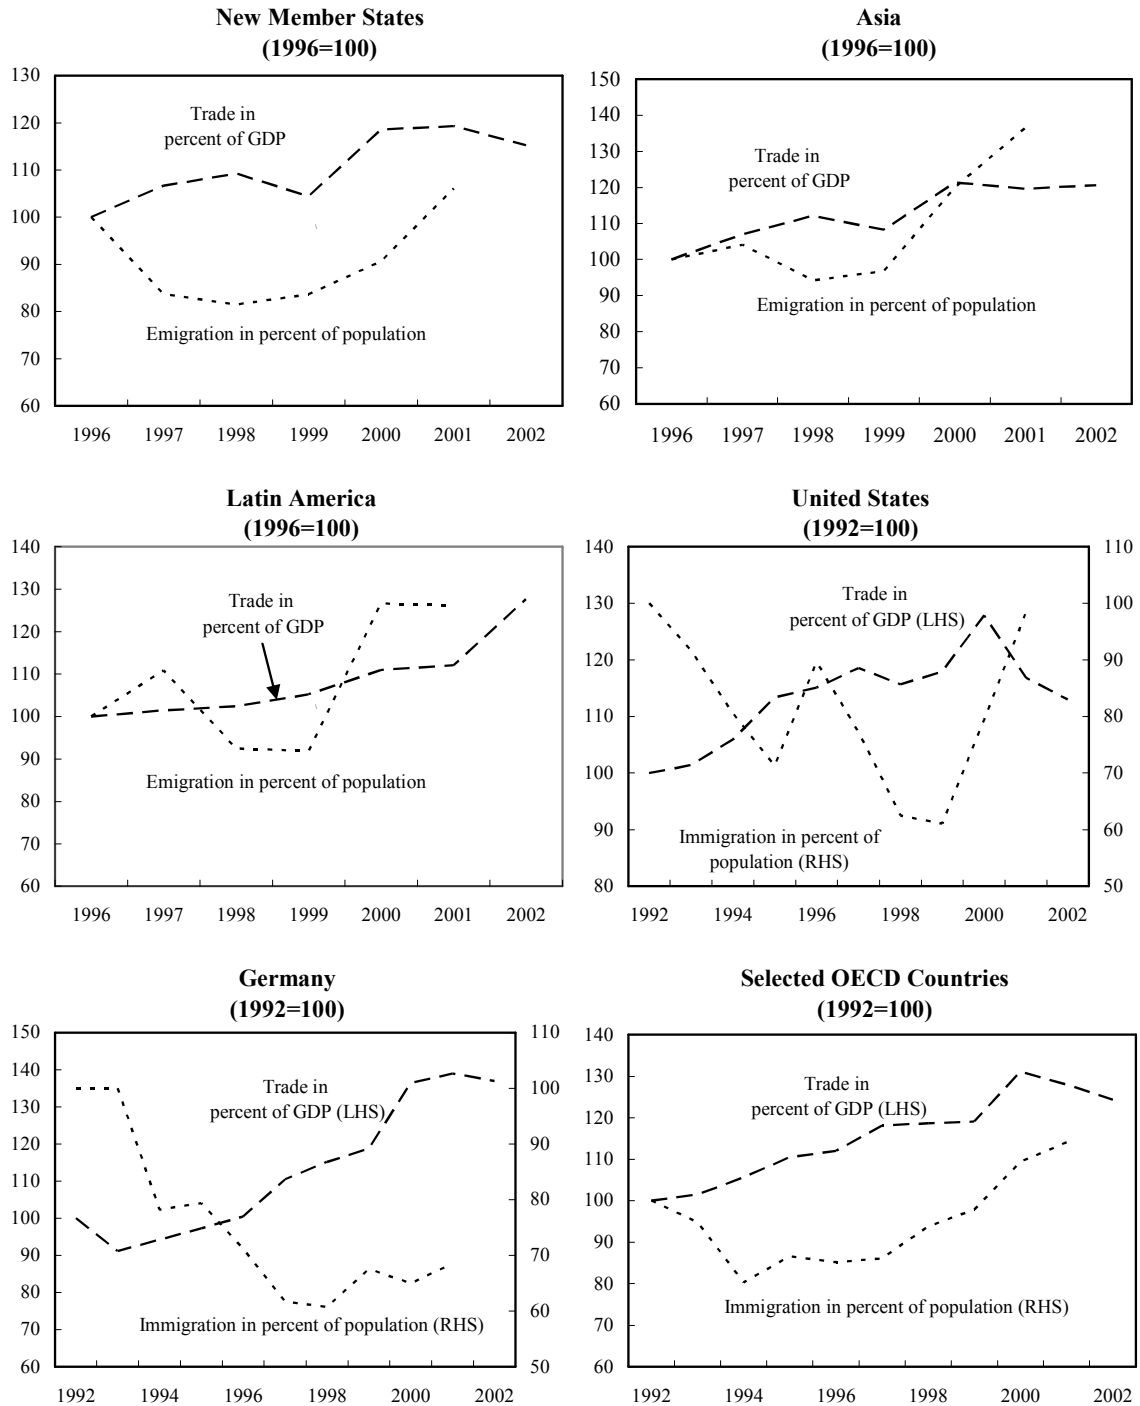 New Member States
(1996=100)
130
120
110
100
90
80
70
60
Trade in
percent of GDP
Emigration in percent of population
1996 1997 1998 1999 2000 2001 2002
Asia
(1996=100)
150
140
130
120
110
100
90
80
70
60
Trade in
percent of GDP
Emigration in percent of population
1996 1997 1998 1999 2000 2001 2002
Latin America
(1996=100)
140
130
120
110
100
90
80
70
60
Trade in
percent of GDP
Emigration in percent of population
1996 1997 1998 1999 2000 2001 2002
United States
(1992=100)
140
130
120
110
100
90
80
Trade in
percent of GDP (LHS)
Immigration in percent of
population (RHS)
110
100
90
80
70
60
50
1992 1994 1996 1998 2000 2002
Germany
(1992=100)
150
140
130
120
110
100
90
80
70
60
Trade in
percent of GDP (LHS)
Immigration in percent of population (RHS)
110
100
90
80
70
60
50
1992 1994 1996 1998 2000 2002
Selected OECD Countries
(1992=100)
140
130
120
110
100
90
80
70
60
Trade in
percent of GDP (LHS)
Immigration in percent of population (RHS)
1992 1994 1996 1998 2000 2002